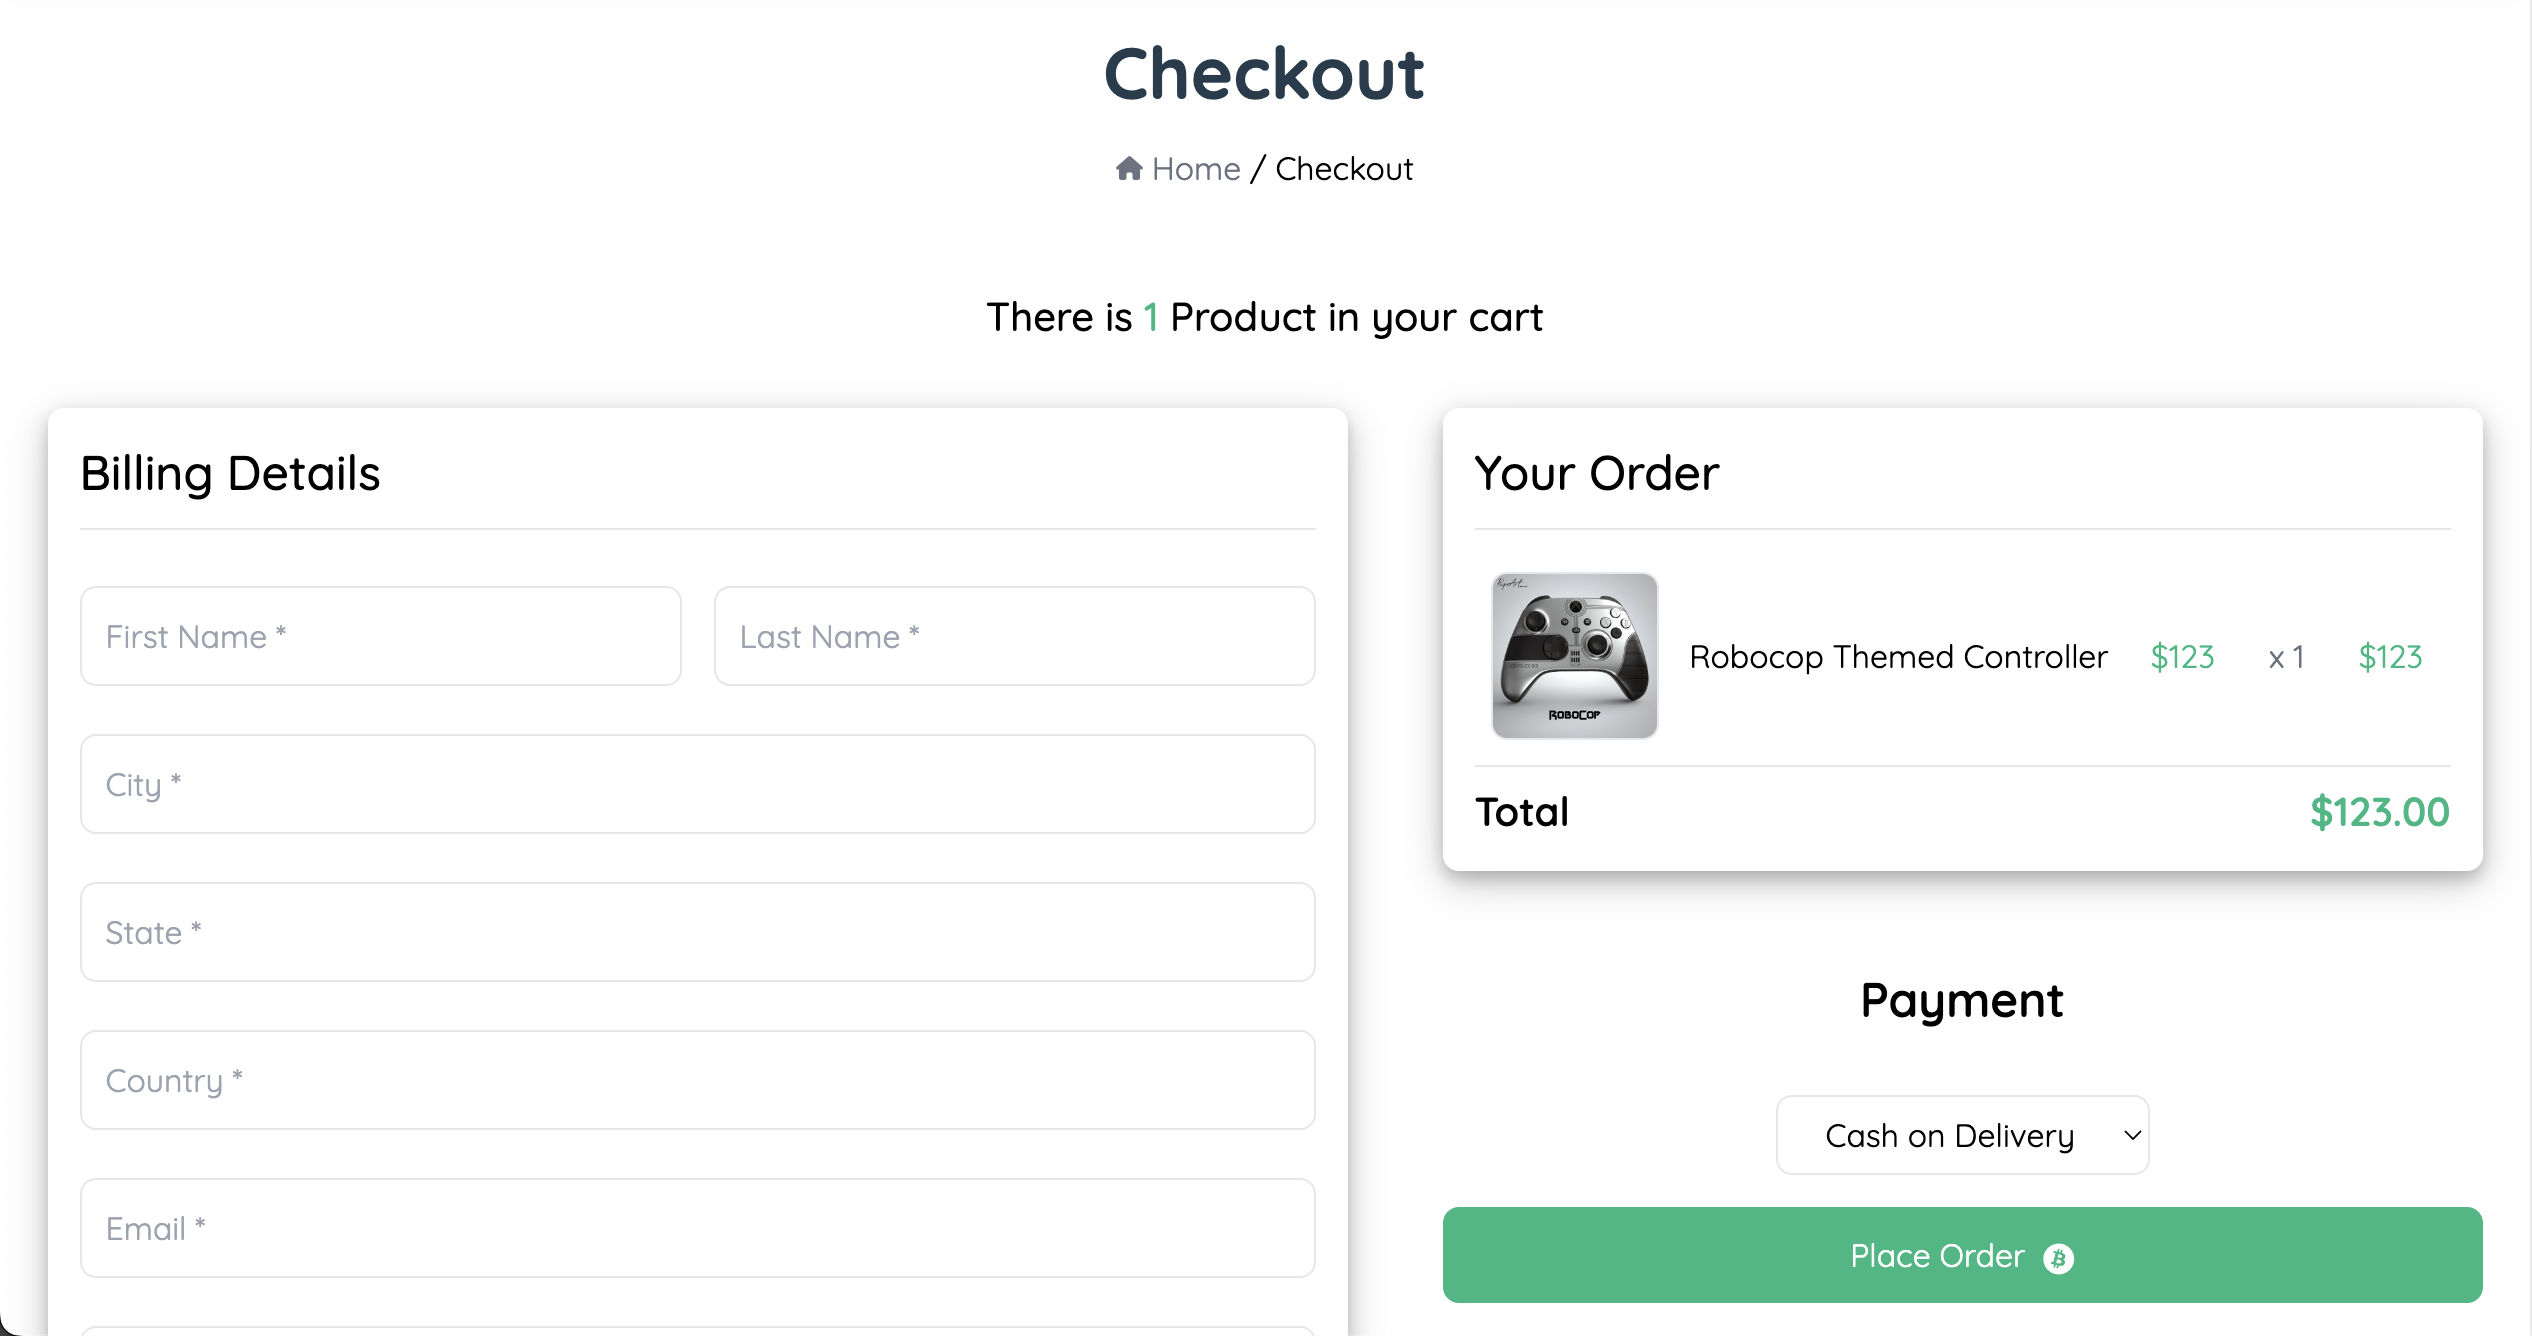 Checkout
Home / Checkout
There is 1 Product in your cart
Billing Details
First Name *
Last Name *
City *
State *
Country *
Email *
Your Order
ROBOCOP
Robocop Themed Controller $123 x 1 $123
Total $123.00
Payment
Cash on Delivery
Place Order